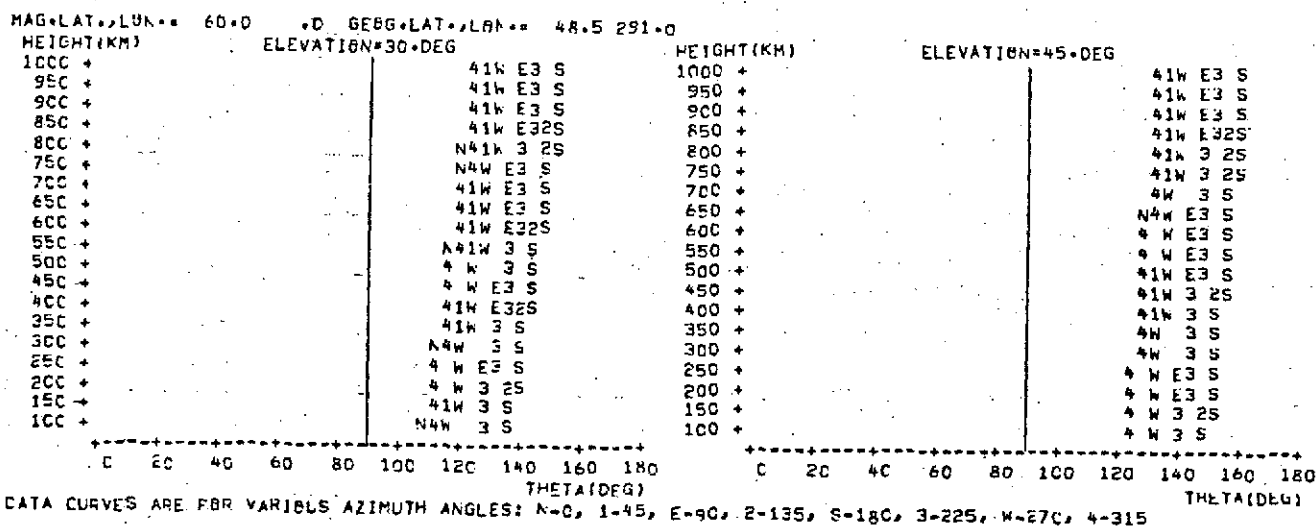 MAG.LAT.,LON.= 60.0 .0 GEOG.LAT.,LON.= 48.5 291.0
HEIGHT(KM) ELEVATION=30.DEG
1000 + 41W E3 S
950 + 41W E3 S
900 + 41W E3 S
850 + 41W E32S
800 + N41W 3 2S
750 + N4W E3 S
700 + 41W E3 S
650 + 41W E3 S
600 + 41W E32S
550 + N41W 3 S
500 + 4 W 3 S
450 + 4 W E3 S
400 + 41W E32S
350 + 41W 3 S
300 + N4W 3 S
250 + 4 W E3 S
200 + 4 W 3 2S
150 + 41W 3 S
100 + N4W 3 S
0 20 40 60 80 100 120 140 160 180
THETA(DEG)
HEIGHT(KM) ELEVATION=45.DEG
1000 + 41W E3 S
950 + 41W E3 S
900 + 41W E3 S
850 + 41W E32S
800 + 41W 3 2S
750 + 41W 3 2S
700 + 4W 3 S
650 + N4W E3 S
600 + 4 W E3 S
550 + 4 W E3 S
500 + 41W E3 S
450 + 41W 3 2S
400 + 41W 3 S
350 + 4W 3 S
300 + 4W 3 S
250 + 4 W E3 S
200 + 4 W E3 S
150 + 4 W 3 2S
100 + 4 W 3 S
0 20 40 60 80 100 120 140 160 180
THETA(DEG)
DATA CURVES ARE FOR VARIOUS AZIMUTH ANGLES: N=0, 1=45, E=90, 2=135, S=180, 3=225, W=270, 4=315